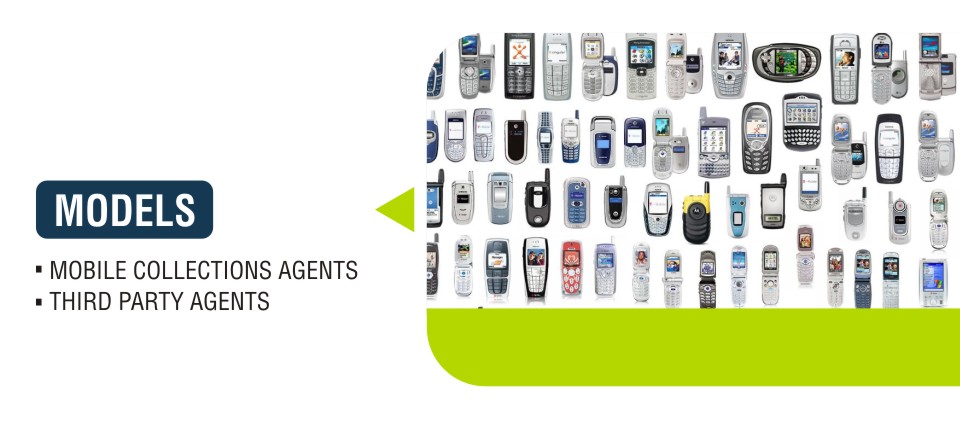 MODELS
▪ MOBILE COLLECTIONS AGENTS
▪ THIRD PARTY AGENTS